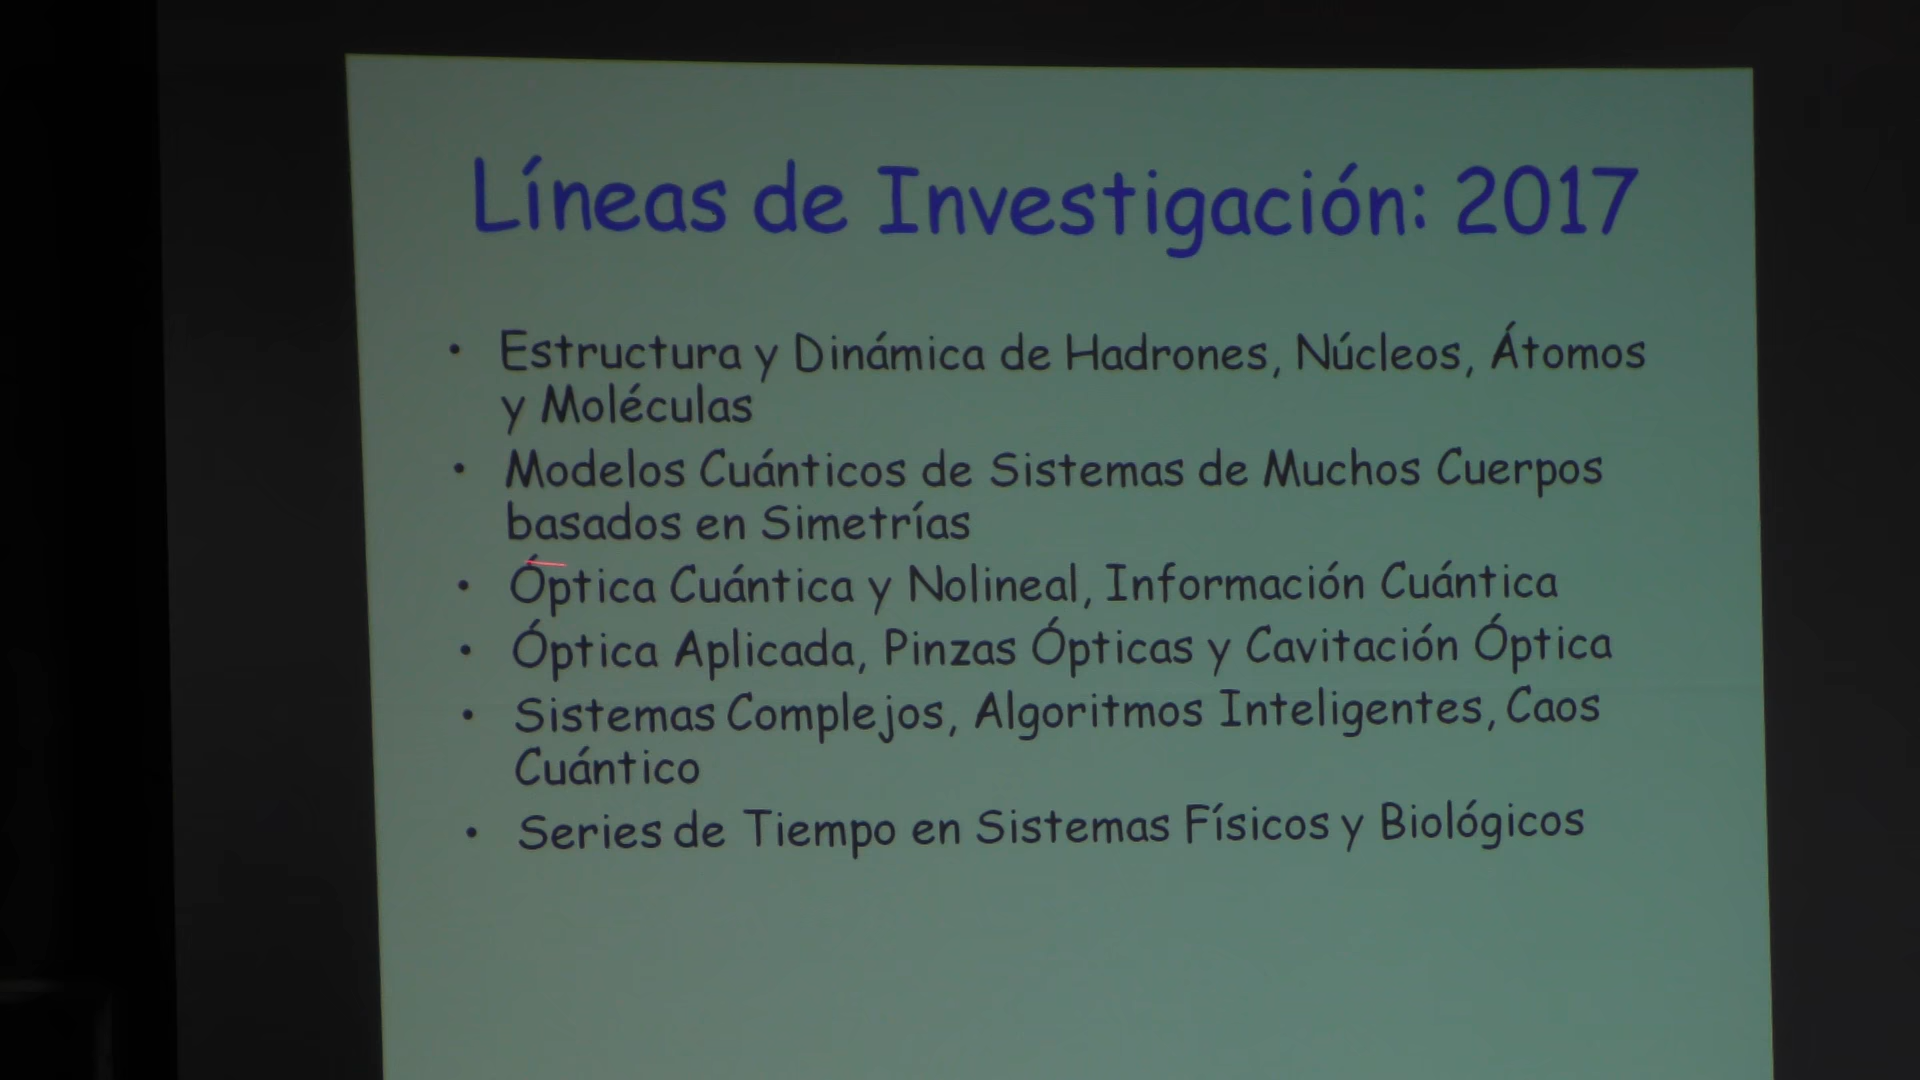 Líneas de Investigación: 2017
• Estructura y Dinámica de Hadrones, Núcleos, Átomos
y Moléculas
• Modelos Cuánticos de Sistemas de Muchos Cuerpos
basados en Simetrías
• Óptica Cuántica y Nolineal, Información Cuántica
• Óptica Aplicada, Pinzas Ópticas y Cavitación Óptica
• Sistemas Complejos, Algoritmos Inteligentes, Caos
Cuántico
• Series de Tiempo en Sistemas Físicos y Biológicos